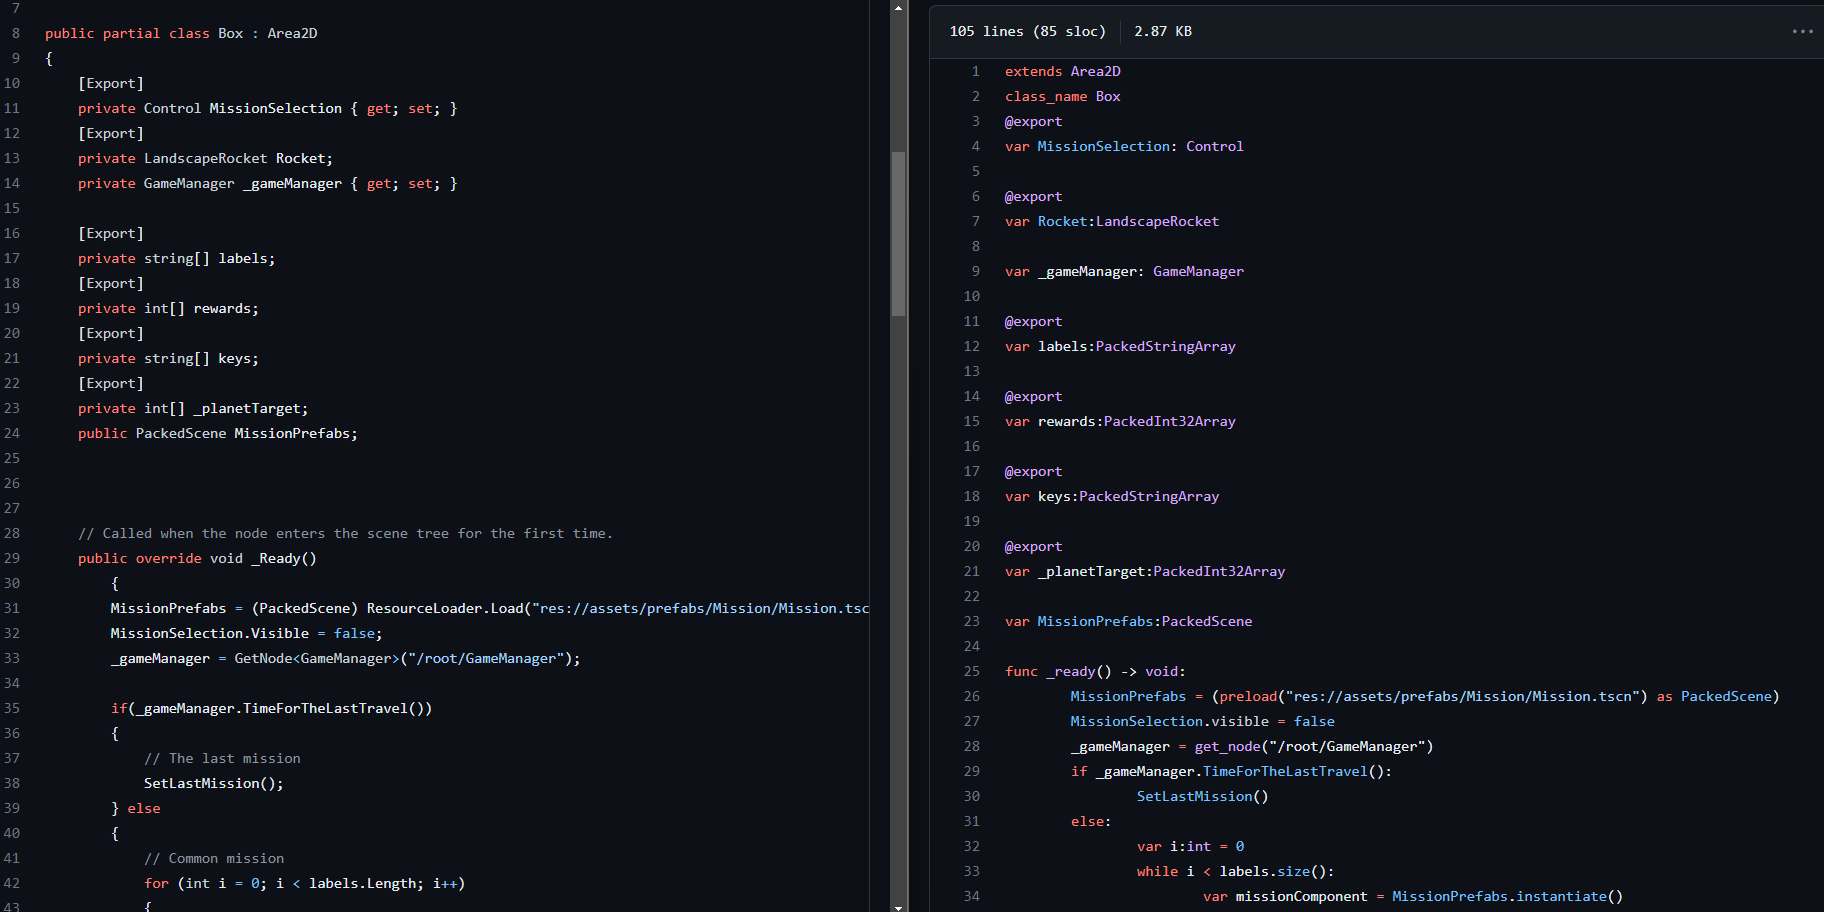 7
8 public partial class Box : Area2D
9 {
10 [Export]
11 private Control MissionSelection { get; set; }
12 [Export]
13 private LandscapeRocket Rocket;
14 private GameManager _gameManager { get; set; }
15
16 [Export]
17 private string[] labels;
18 [Export]
19 private int[] rewards;
20 [Export]
21 private string[] keys;
22 [Export]
23 private int[] _planetTarget;
24 public PackedScene MissionPrefabs;
25
26
27
28 // Called when the node enters the scene tree for the first time.
29 public override void _Ready()
30 {
31 MissionPrefabs = (PackedScene) ResourceLoader.Load("res://assets/prefabs/Mission/Mission.tsc
32 MissionSelection.Visible = false;
33 _gameManager = GetNode<GameManager>("/root/GameManager");
34
35 if(_gameManager.TimeForTheLastTravel())
36 {
37 // The last mission
38 SetLastMission();
39 } else
40 {
41 // Common mission
42 for (int i = 0; i < labels.Length; i++)
43 {
105 lines (85 sloc) 2.87 KB
1 extends Area2D
2 class_name Box
3 @export
4 var MissionSelection: Control
5
6 @export
7 var Rocket:LandscapeRocket
8
9 var _gameManager: GameManager
10
11 @export
12 var labels:PackedStringArray
13
14 @export
15 var rewards:PackedInt32Array
16
17 @export
18 var keys:PackedStringArray
19
20 @export
21 var _planetTarget:PackedInt32Array
22
23 var MissionPrefabs:PackedScene
24
25 func _ready() -> void:
26 MissionPrefabs = (preload("res://assets/prefabs/Mission/Mission.tscn") as PackedScene)
27 MissionSelection.visible = false
28 _gameManager = get_node("/root/GameManager")
29 if _gameManager.TimeForTheLastTravel():
30 SetLastMission()
31 else:
32 var i:int = 0
33 while i < labels.size():
34 var missionComponent = MissionPrefabs.instantiate()